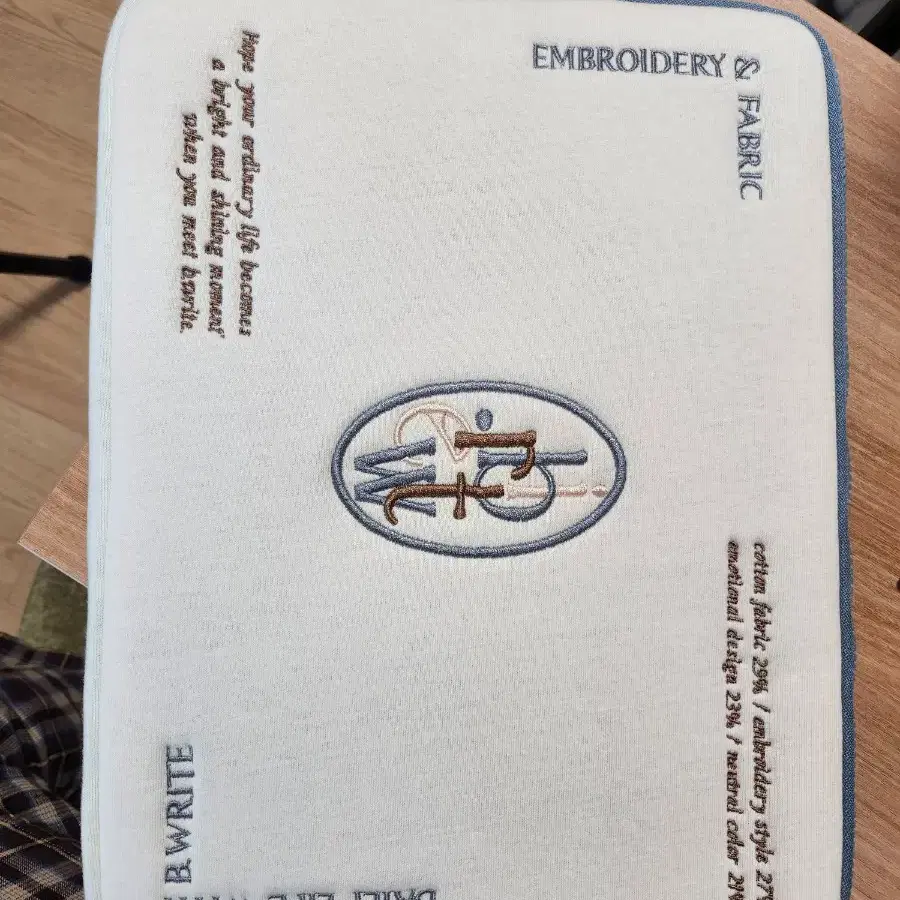 EMBROIDERY &
FABRIC
Hope your ordinary life becomes
a bright and shining moment
when you meet b.write.
cotton fabric 29% / embroidery style 27
emotional design 23% / neutral color 21%
B.WRITE